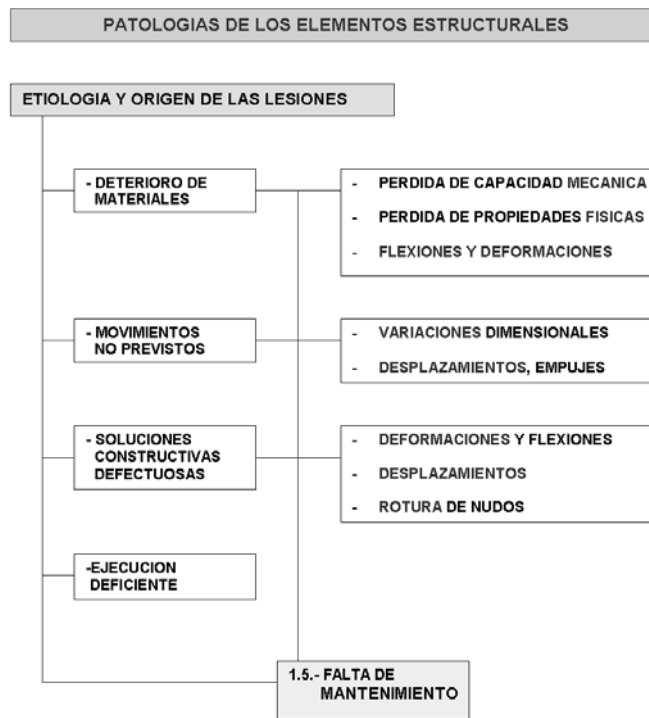 PATOLOGIAS DE LOS ELEMENTOS ESTRUCTURALES
ETIOLOGIA Y ORIGEN DE LAS LESIONES
- DETERIORO DE
MATERIALES
- PERDIDA DE CAPACIDAD MECANICA
- PERDIDA DE PROPIEDADES FISICAS
- FLEXIONES Y DEFORMACIONES
- MOVIMIENTOS
NO PREVISTOS
- VARIACIONES DIMENSIONALES
- DESPLAZAMIENTOS, EMPUJES
- SOLUCIONES
CONSTRUCTIVAS
DEFECTUOSAS
- DEFORMACIONES Y FLEXIONES
- DESPLAZAMIENTOS
- ROTURA DE NUDOS
-EJECUCION
DEFICIENTE
1.5.- FALTA DE
MANTENIMIENTO